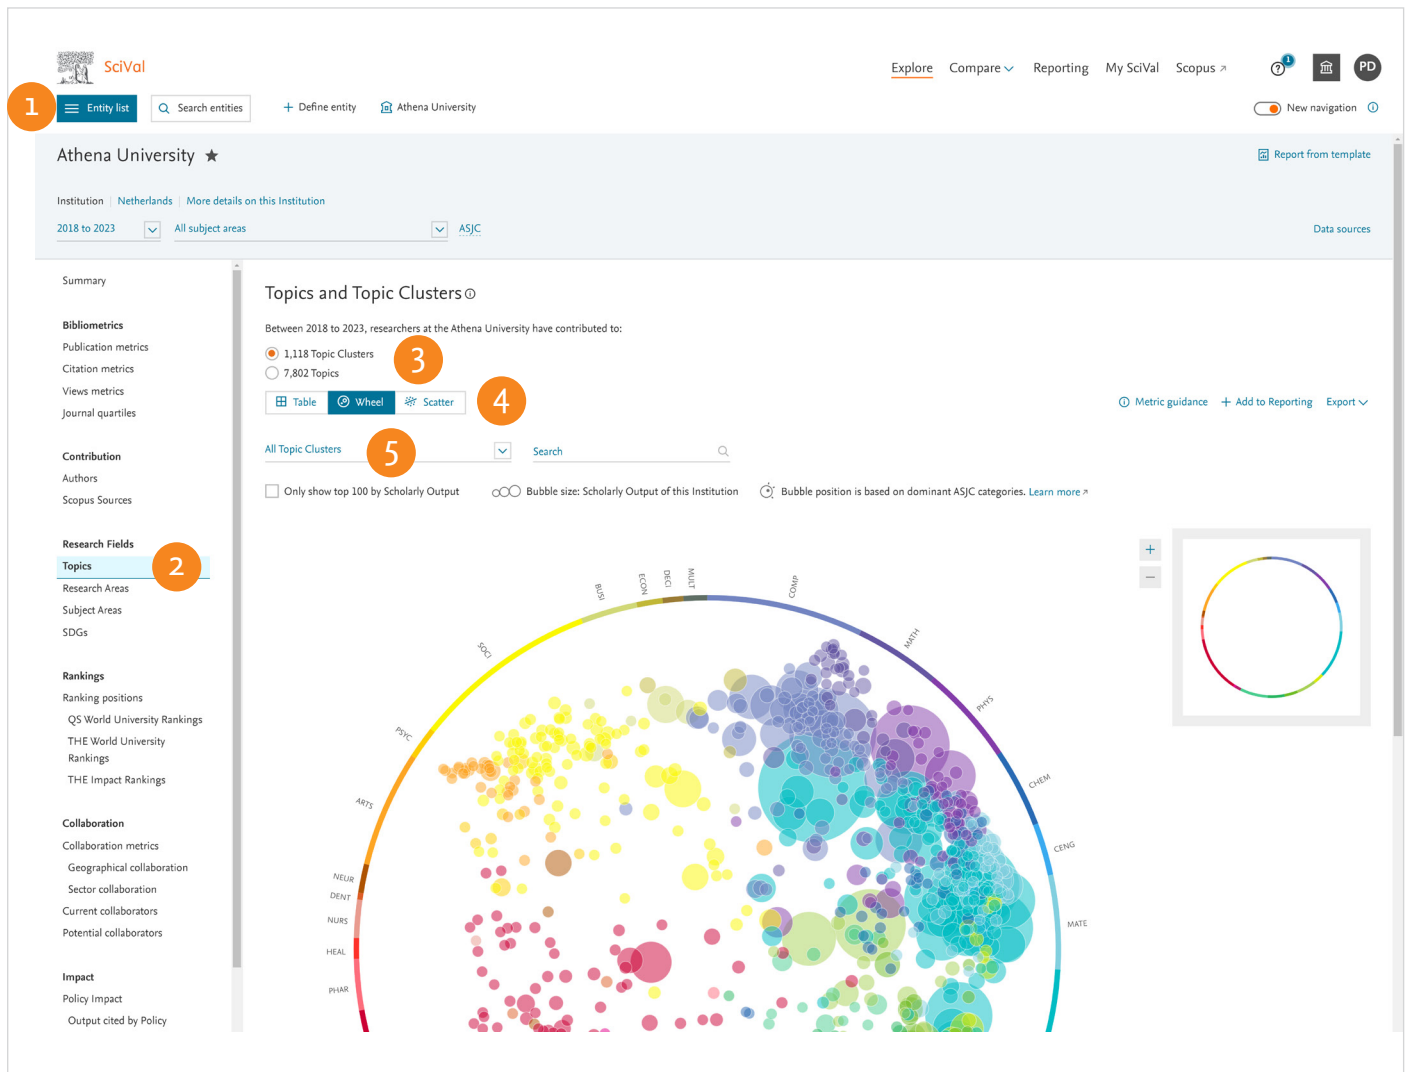 SciVal
Explore Compare Reporting My SciVal Scopus ? 1 PD
1 Entity list Search entities + Define entity Athena University New navigation
Athena University
Report from template
Institution Netherlands More details on this Institution
2018 to 2023 All subject areas ASJC Data sources
Summary
Bibliometrics
Publication metrics
Citation metrics
Views metrics
Journal quartiles
Contribution
Authors
Scopus Sources
Research Fields
Topics 2
Research Areas
Subject Areas
SDGs
Rankings
Ranking positions
QS World University Rankings
THE World University
Rankings
THE Impact Rankings
Collaboration
Collaboration metrics
Geographical collaboration
Sector collaboration
Current collaborators
Potential collaborators
Impact
Policy Impact
Output cited by Policy
Topics and Topic Clusters
Between 2018 to 2023, researchers at the Athena University have contributed to:
1,118 Topic Clusters
3
7,802 Topics
Table Wheel Scatter 4
Metric guidance + Add to Reporting Export
All Topic Clusters 5 Search
Only show top 100 by Scholarly Output Bubble size: Scholarly Output of this Institution Bubble position is based on dominant ASJC categories. Learn more
+
−
MULT
COMP
MATH
PHYS
CHEM
CENG
MATE
DECI
ECON
BUSI
SOCI
PSYC
ARTS
NEUR
DENT
NURS
HEAL
PHAR